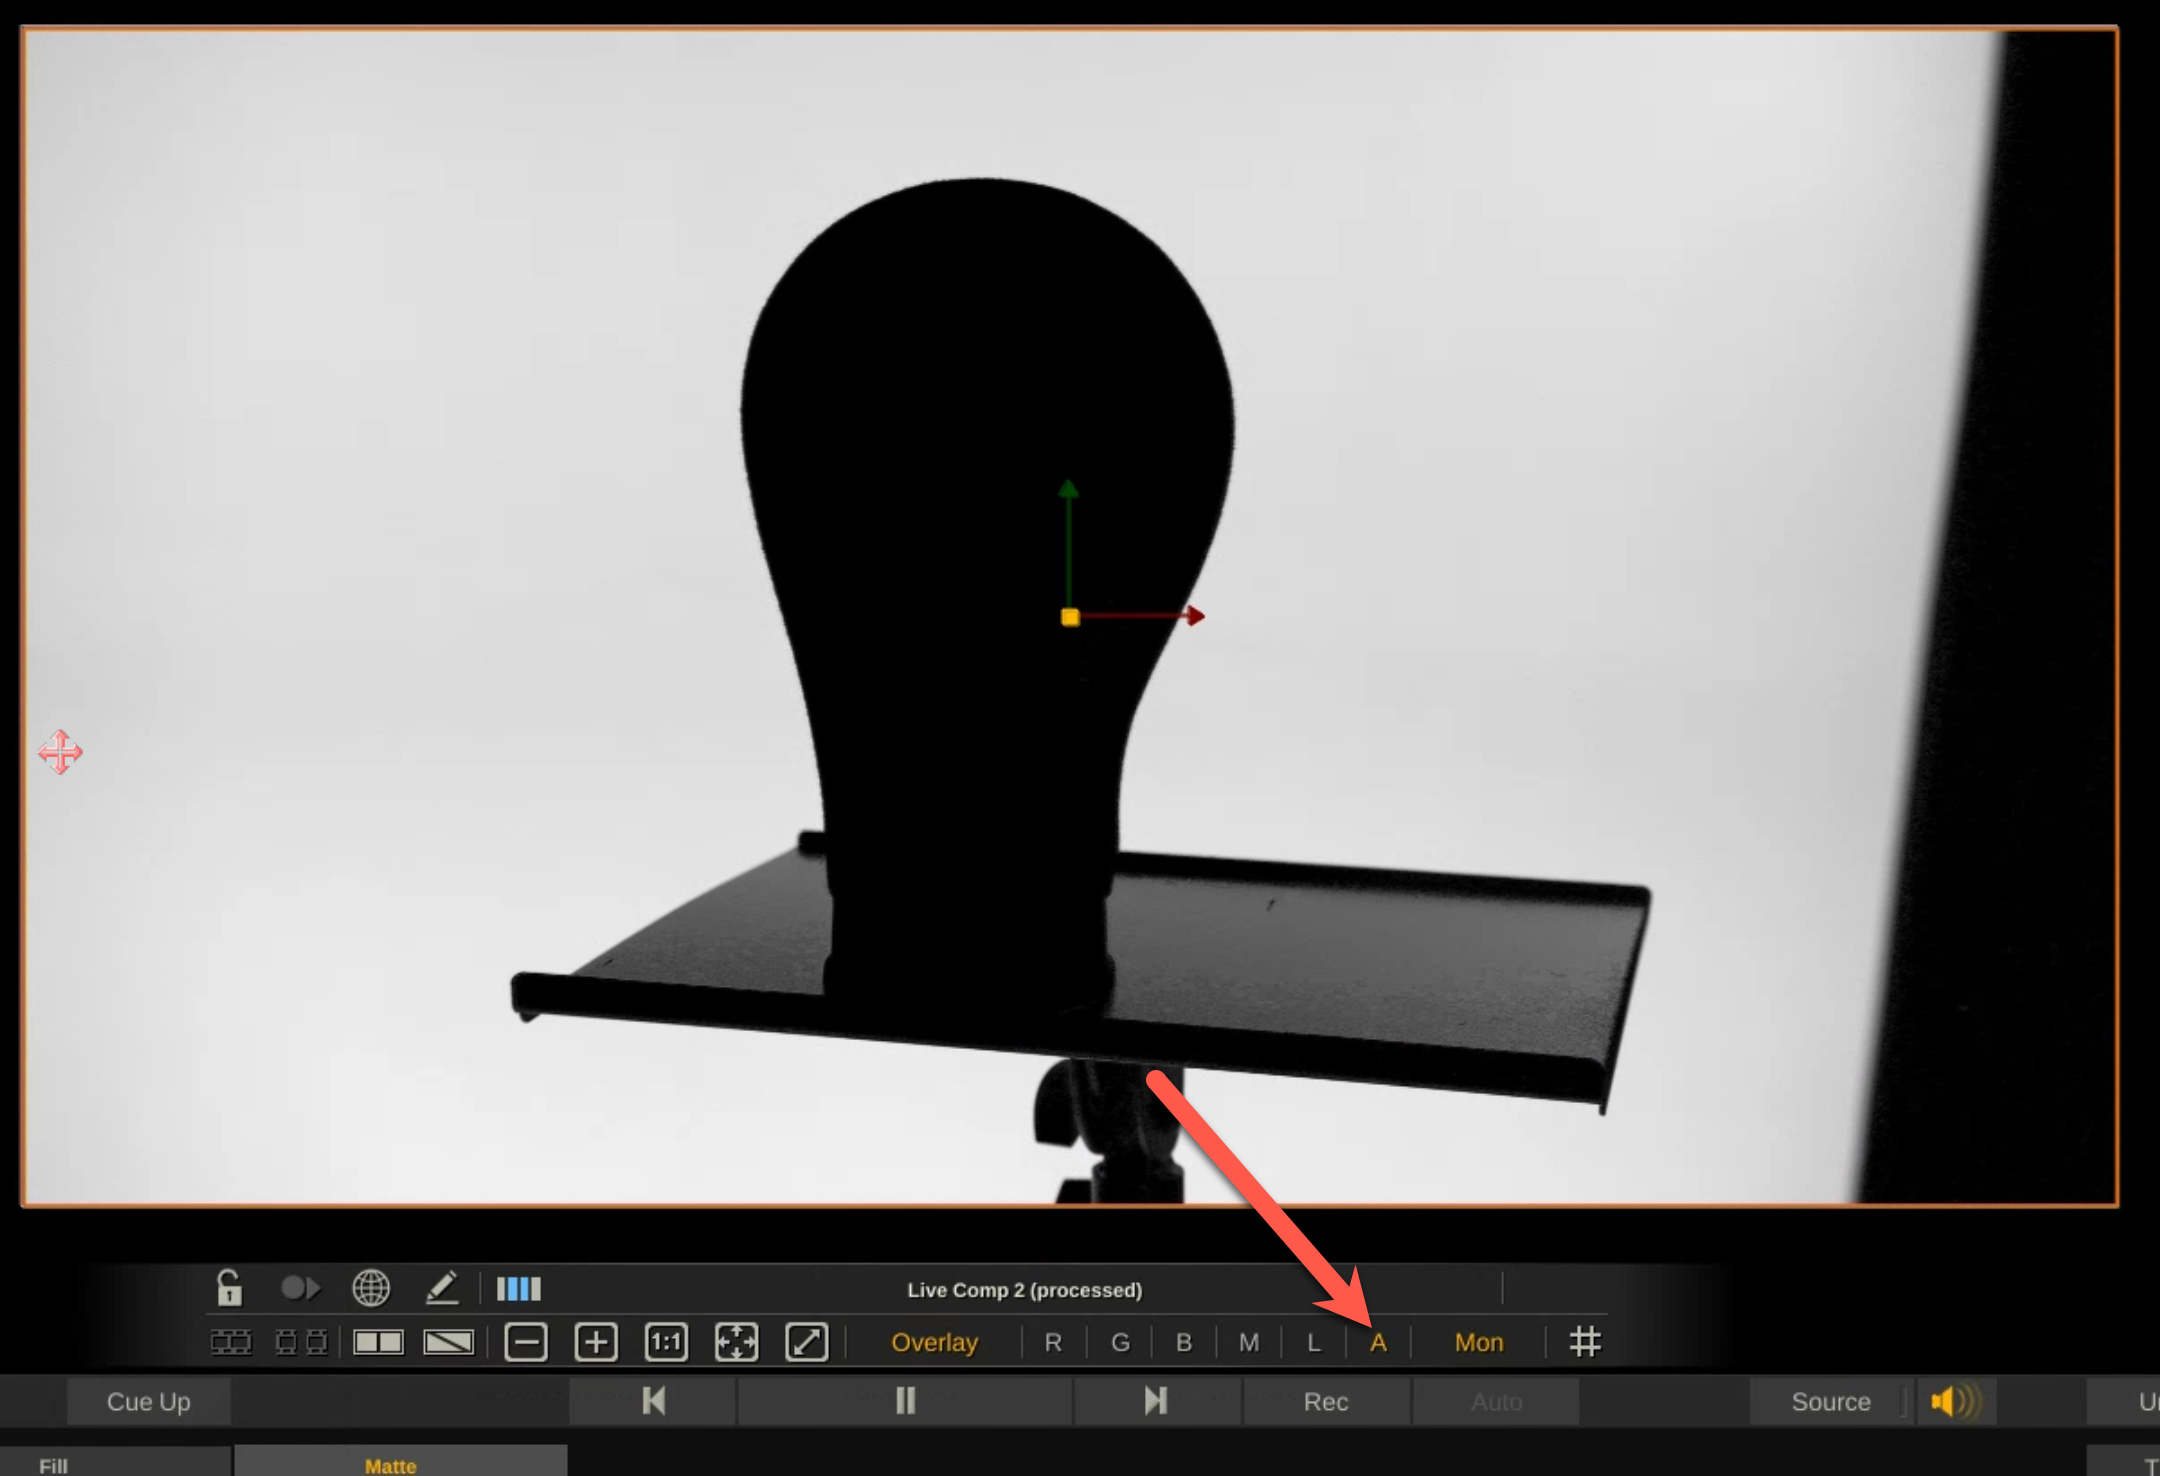 Live Comp 2 (processed)
1:1 Overlay R G B M L A Mon
Cue Up Rec Auto Source
Fill Matte